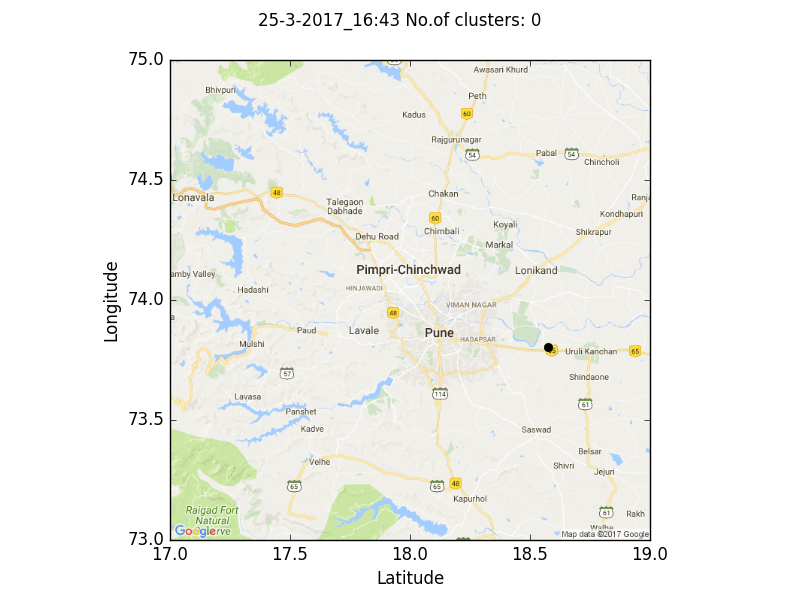 25-3-2017_16:43 No.of clusters: 0
75.0
Awasari Khurd
Bhivpuri
Peth
Kadus
60
Rajgurunagar
54
Pabal
54
Chincholi
74.5
Lonavala
48
Chakan
Ranja
Talegaon
Dabhade
60
Kondhapuri
Koyali
Chimbali
Shikrapur
Dehu Road
Markal
Pimpri-Chinchwad
Lonikand
amby Valley
HINJAWADI
Hadashi
74.0
VIMAN NAGAR
48
Paud
Lavale
Pune
HADAPSAR
Mulshi
Uruli Kanchan
65
57
Shindaone
114
Lavasa
61
Panshet
73.5
Kadve
Saswad
Belsar
Velhe
Shivri
Jejuri
65
65
48
Kapurhol
Raigad Fort
Natural
61
Rakh
Google
Map data ©2017 Google
73.0
17.0
17.5
18.0
18.5
19.0
Longitude
Latitude